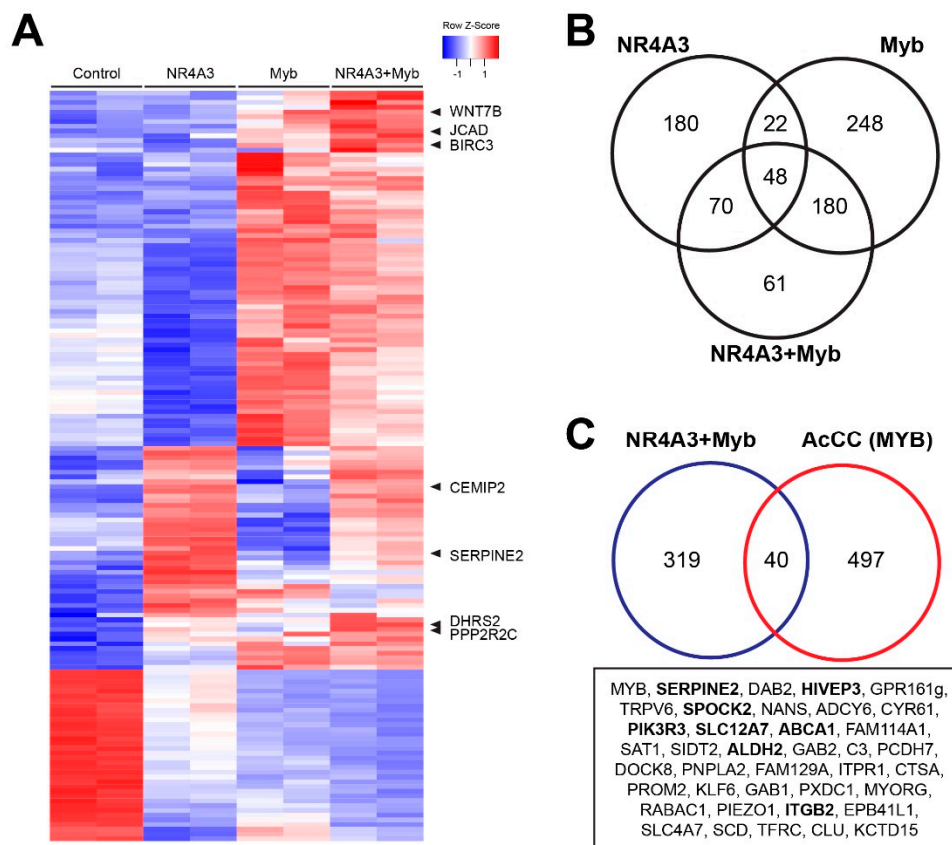 A
Row Z-Score
-1 1
Control NR4A3 Myb NR4A3+Myb
WNT7B
JCAD
BIRC3
CEMIP2
SERPINE2
DHRS2
PPP2R2C
B
NR4A3 Myb
180 22 248
48
70 180
61
NR4A3+Myb
C
NR4A3+Myb AcCC (MYB)
319 40 497
MYB, SERPINE2, DAB2, HIVEP3, GPR161g,
TRPV6, SPOCK2, NANS, ADCY6, CYR61,
PIK3R3, SLC12A7, ABCA1, FAM114A1,
SAT1, SIDT2, ALDH2, GAB2, C3, PCDH7,
DOCK8, PNPLA2, FAM129A, ITPR1, CTSA,
PROM2, KLF6, GAB1, PXDC1, MYORG,
RABAC1, PIEZO1, ITGB2, EPB41L1,
SLC4A7, SCD, TFRC, CLU, KCTD15